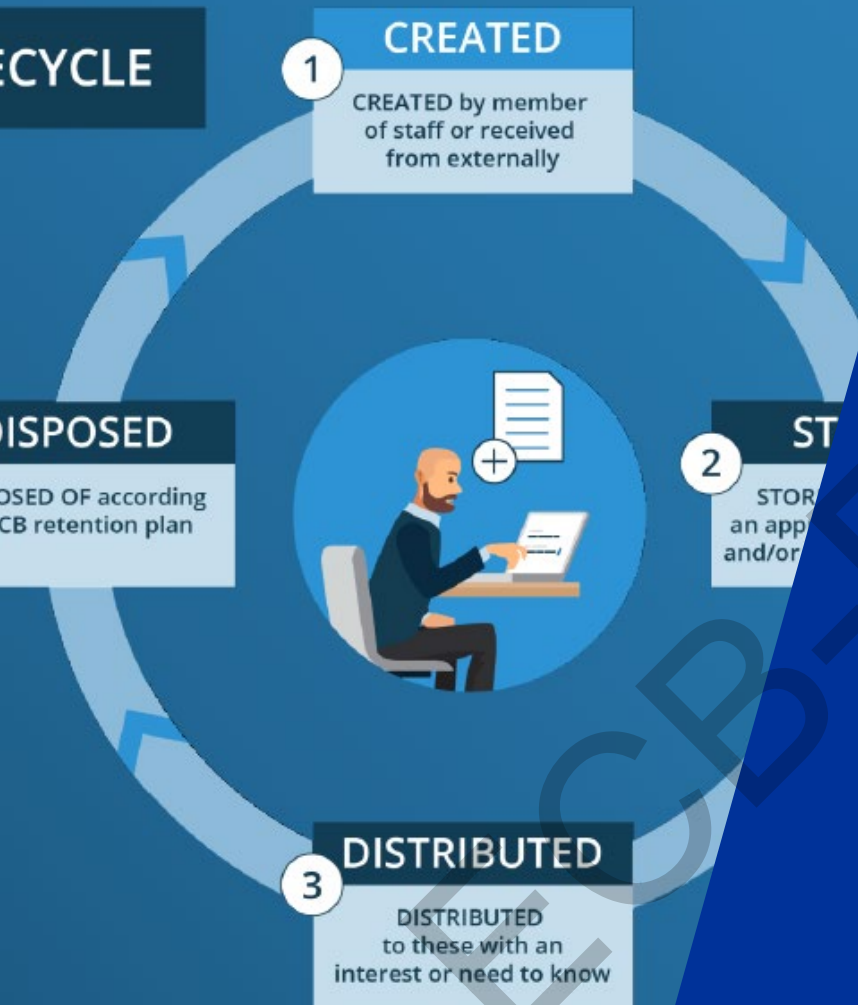 ECYCLE
1
CREATED
CREATED by member
of staff or received
from externally
DISPOSED
OSED OF according
CB retention plan
2
ST
STOR
an app
and/or
3
DISTRIBUTED
DISTRIBUTED
to these with an
interest or need to know
ECB-